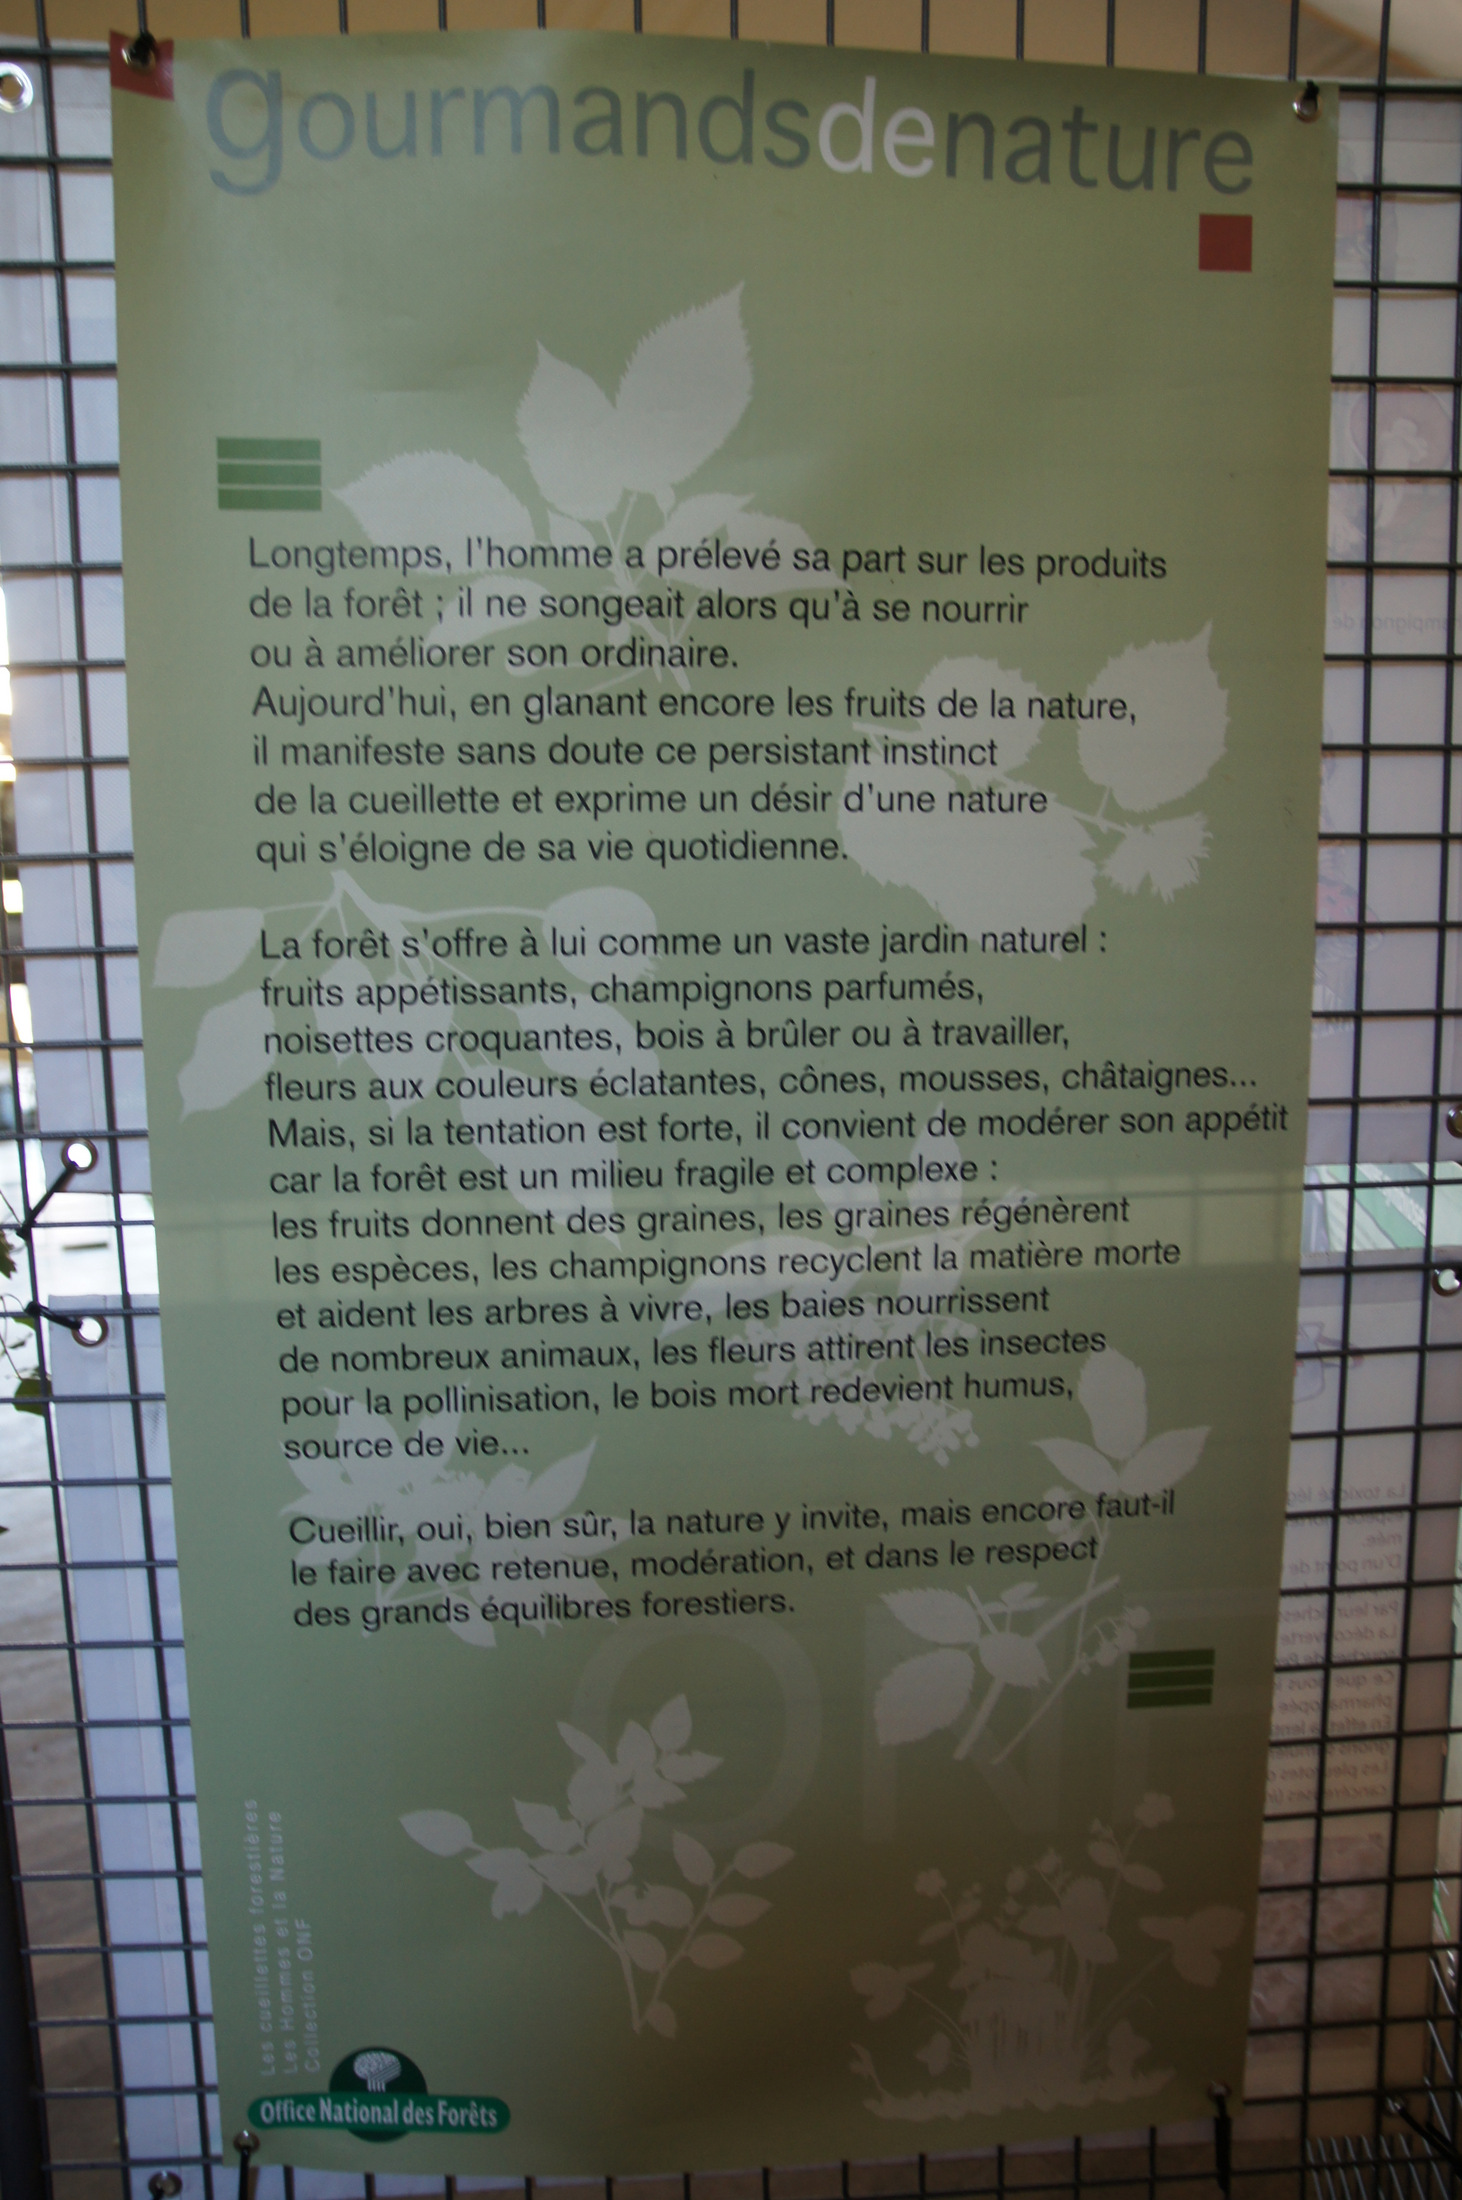 gourmandsdenature
Longtemps, l'homme a prélevé sa part sur les produits
de la forêt ; il ne songeait alors qu'à se nourrir
ou à améliorer son ordinaire.
Aujourd'hui, en glanant encore les fruits de la nature,
il manifeste sans doute ce persistant instinct
de la cueillette et exprime un désir d'une nature
qui s'éloigne de sa vie quotidienne.
La forêt s'offre à lui comme un vaste jardin naturel :
fruits appétissants, champignons parfumés,
noisettes croquantes, bois à brûler ou à travailler,
fleurs aux couleurs éclatantes, cônes, mousses, châtaignes...
Mais, si la tentation est forte, il convient de modérer son appétit
car la forêt est un milieu fragile et complexe :
les fruits donnent des graines, les graines régénèrent
les espèces, les champignons recyclent la matière morte
et aident les arbres à vivre, les baies nourrissent
de nombreux animaux, les fleurs attirent les insectes
pour la pollinisation, le bois mort redevient humus,
source de vie...
Cueillir, oui, bien sûr, la nature y invite, mais encore faut-il
le faire avec retenue, modération, et dans le respect
des grands équilibres forestiers.
ONF
Les cueillettes forestières
Les Hommes et la Nature
Collection ONF
Office National des Forêts